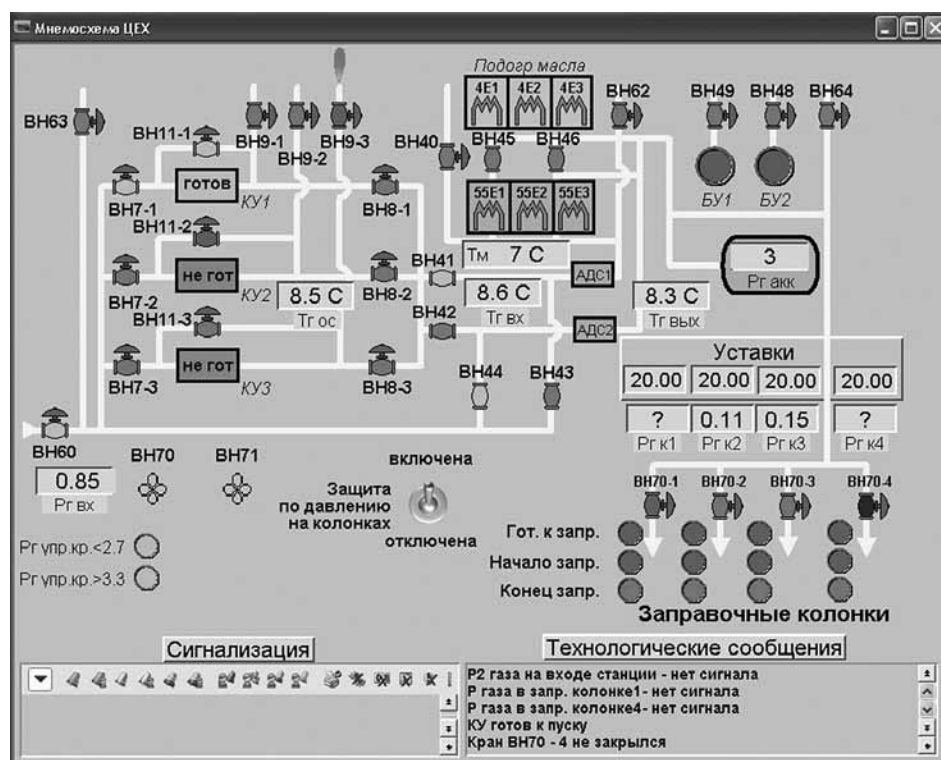 Мнемосхема ЦЕХ
Подогр масла
4E1 4E2 4E3
ВН62
ВН49 ВН48 ВН64
ВН63
ВН11-1
ВН9-1
ВН9-2
ВН9-3
ВН40
ВН45 ВН46
готов
КУ1
БУ1 БУ2
55E1 55E2 55E3
ВН7-1
ВН8-1
ВН11-2
Тм 7 С
3
Рг акк
не гот
КУ2
ВН41
АДС1
ВН7-2
ВН8-2
8.5 С
Тг ос
8.6 С
Тг вх
8.3 С
Тг вых
ВН11-3
ВН42
АДС2
не гот
КУ3
Уставки
ВН7-3
ВН8-3
ВН44 ВН43
20.00 20.00 20.00 20.00
? 0.11 0.15 ?
Рг к1 Рг к2 Рг к3 Рг к4
ВН60
ВН70 ВН71
0.85
Рг вх
включена
Защита
по давлению
на колонках
отключена
ВН70-1 ВН70-2 ВН70-3 ВН70-4
Гот. к запр.
Начало запр.
Конец запр.
Рг упр.кр.<2.7
Рг упр.кр.>3.3
Заправочные колонки
Сигнализация
Технологические сообщения
Р2 газа на входе станции - нет сигнала
Р газа в запр. колонке1- нет сигнала
Р газа в запр. колонке4- нет сигнала
КУ готов к пуску
Кран ВН70 - 4 не закрылся